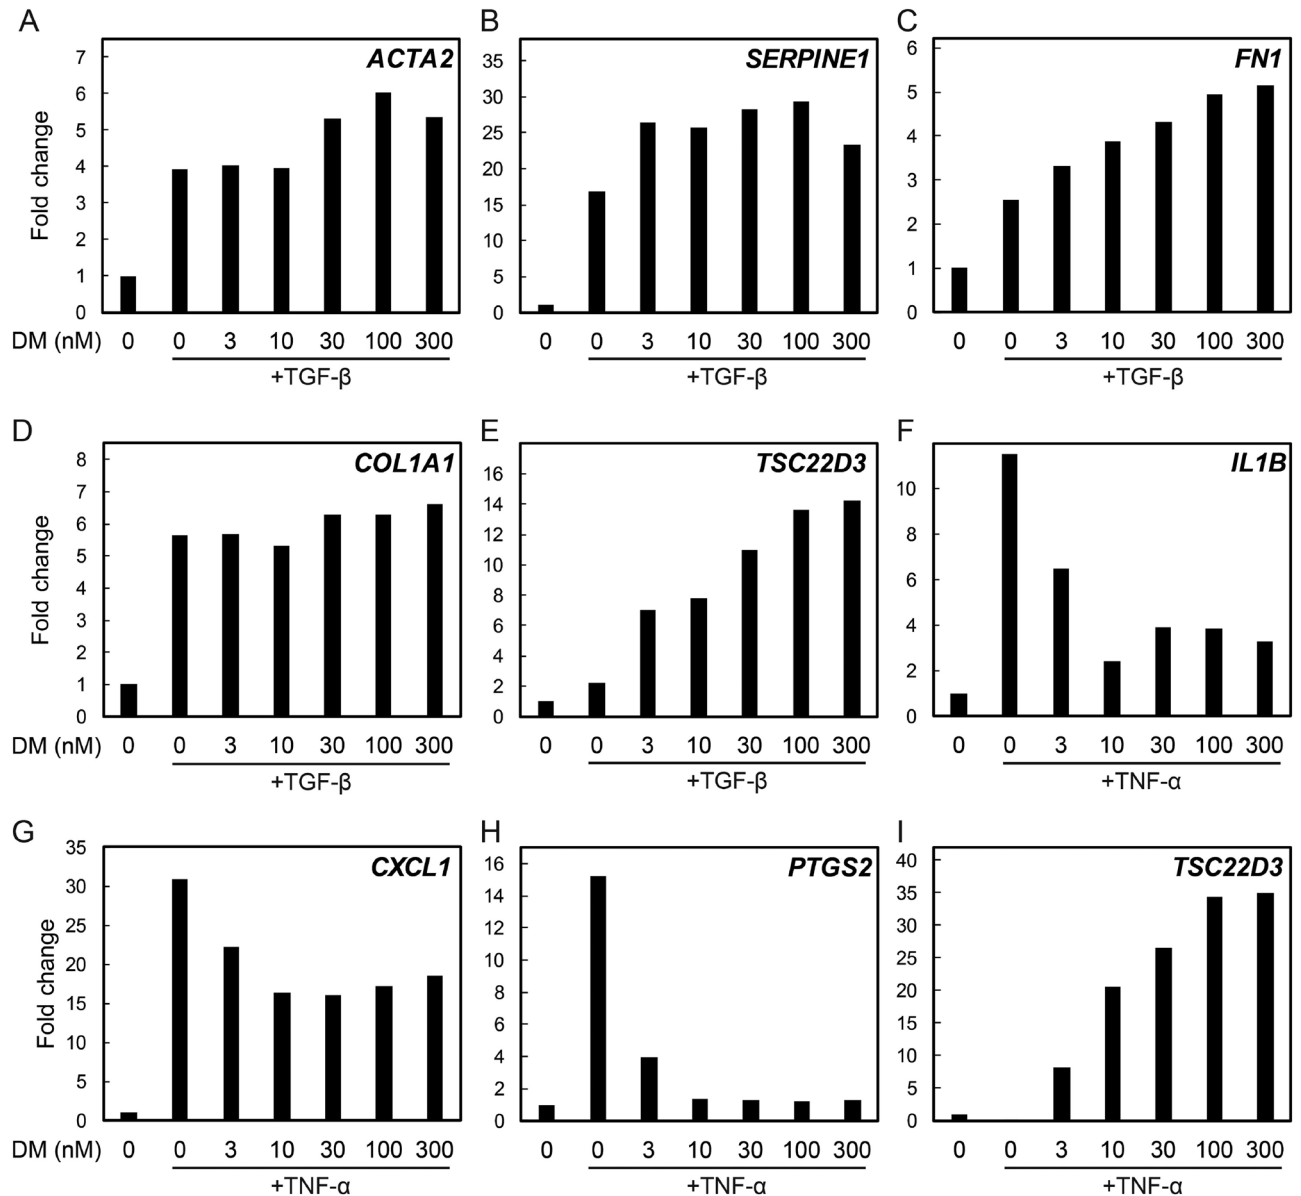 A
ACTA2
Fold change
7
6
5
4
3
2
1
0
DM (nM) 0 0 3 10 30 100 300
+TGF-β
B
SERPINE1
35
30
25
20
15
10
5
0
0 0 3 10 30 100 300
+TGF-β
C
FN1
6
5
4
3
2
1
0
0 0 3 10 30 100 300
+TGF-β
D
COL1A1
Fold change
8
7
6
5
4
3
2
1
0
DM (nM) 0 0 3 10 30 100 300
+TGF-β
E
TSC22D3
16
14
12
10
8
6
4
2
0
0 0 3 10 30 100 300
+TGF-β
F
IL1B
10
8
6
4
2
0
0 0 3 10 30 100 300
+TNF-α
G
CXCL1
Fold change
35
30
25
20
15
10
5
0
DM (nM) 0 0 3 10 30 100 300
+TNF-α
H
PTGS2
16
14
12
10
8
6
4
2
0
0 0 3 10 30 100 300
+TNF-α
I
TSC22D3
40
35
30
25
20
15
10
5
0
0 0 3 10 30 100 300
+TNF-α